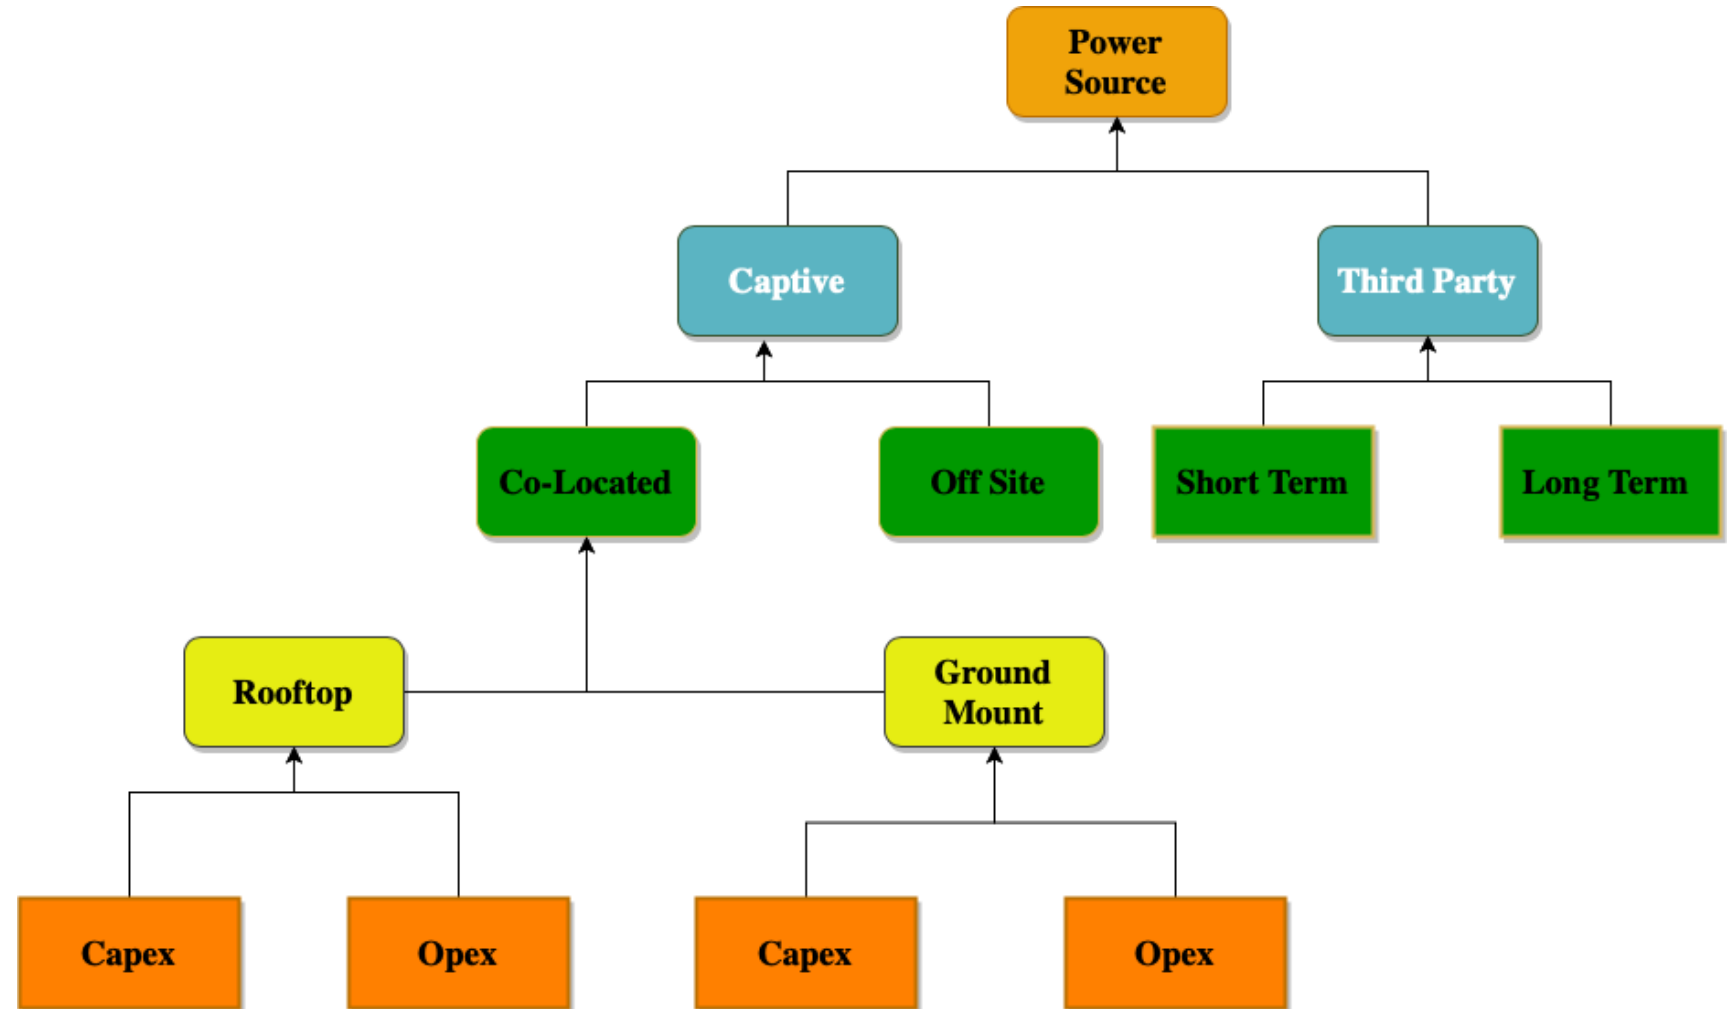 Power
Source
Captive
Third Party
Co-Located
Off Site
Short Term
Long Term
Rooftop
Ground
Mount
Capex
Opex
Capex
Opex